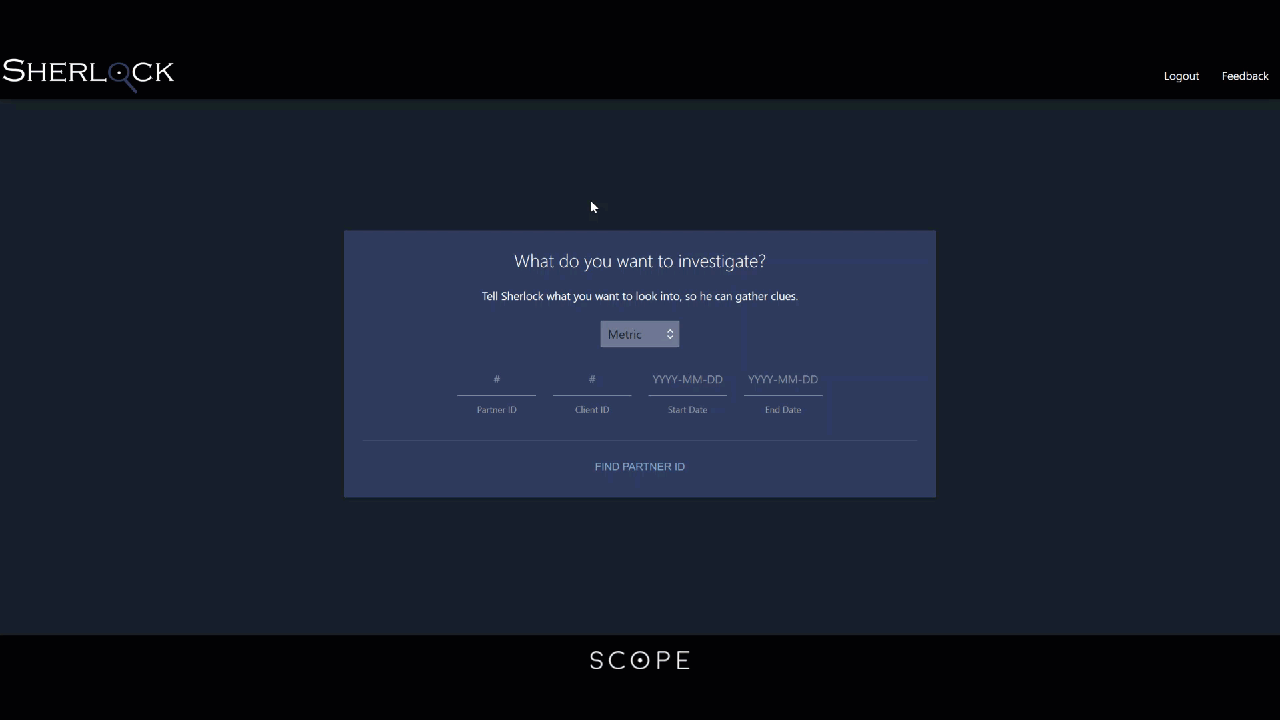 SHERLOCK
Logout Feedback
What do you want to investigate?
Tell Sherlock what you want to look into, so he can gather clues.
Metric
# # YYYY-MM-DD YYYY-MM-DD
Partner ID Client ID Start Date End Date
FIND PARTNER ID
SCOPE